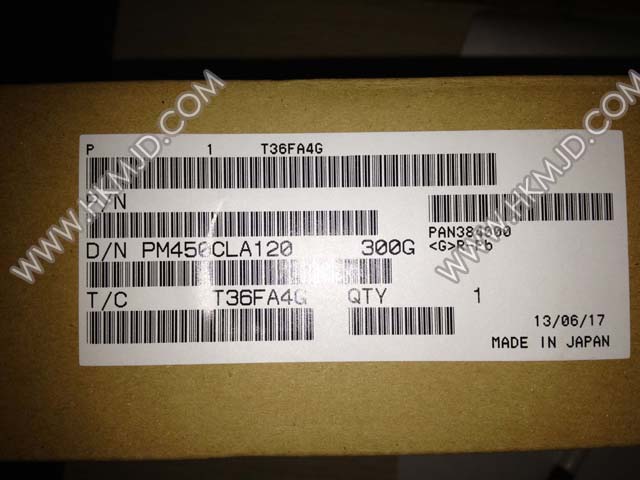 P 1 T36FA4G
P/N
D/N PM450CLA120 300G
T/C T36FA4G QTY 1
PAN384300
13/06/17
MADE IN JAPAN
WWW.HKMJD.COM
WWW.HKMJD.COM